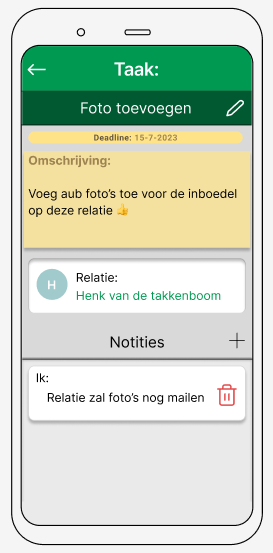 Taak:
Foto toevoegen
Deadline: 15-7-2023
Omschrijving:
Voeg aub foto's toe voor de inboedel
op deze relatie 👍
H
Relatie:
Henk van de takkenboom
Notities
Ik:
Relatie zal foto's nog mailen